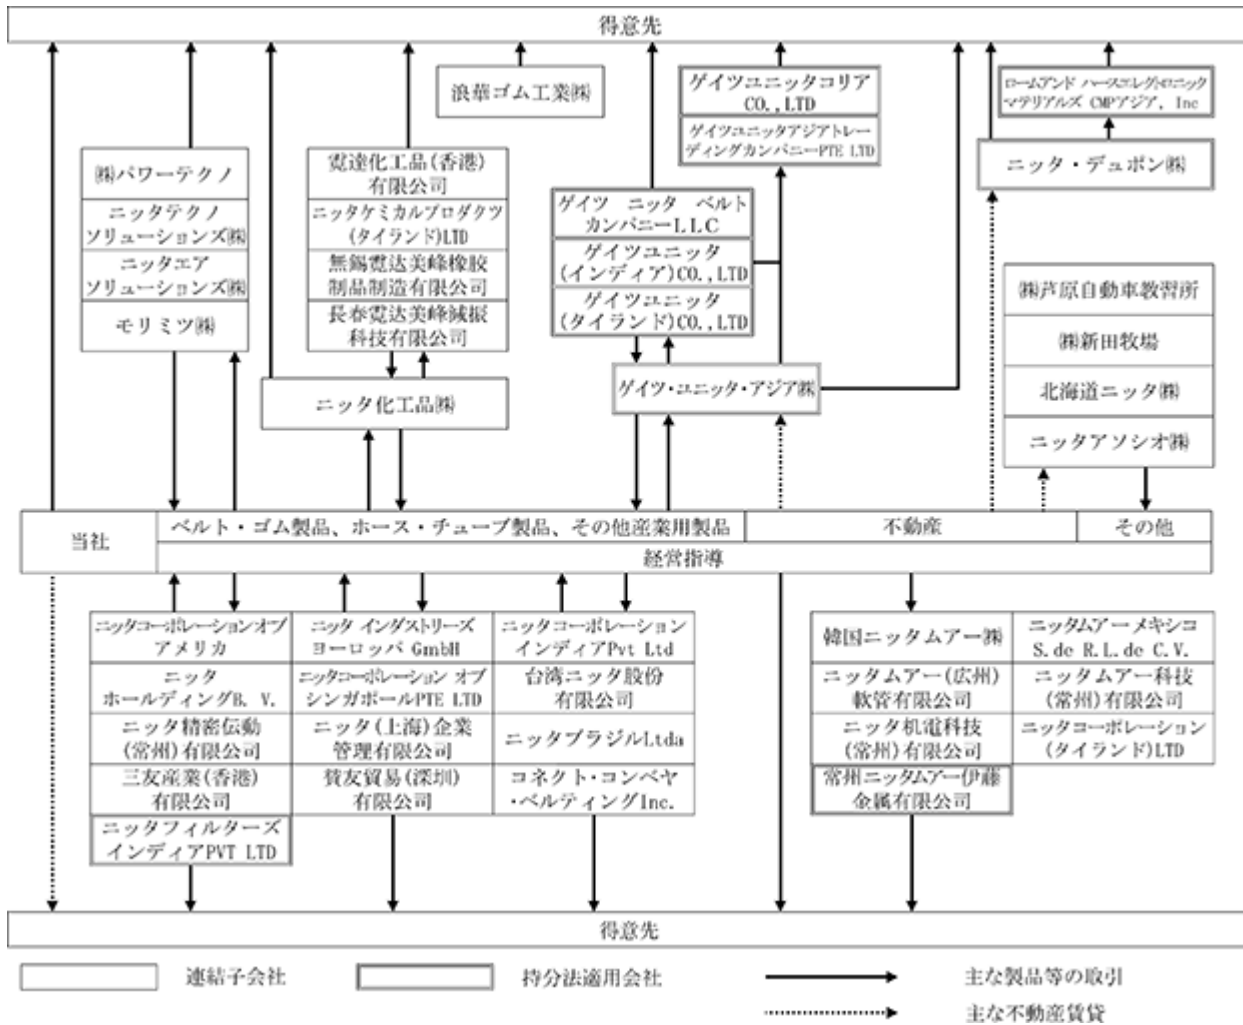 得意先
浪華ゴム工業㈱
ゲイツユニッタコリア
CO.,LTD
ゲイツユニッタアジアトレー
ディングカンパニーPTE LTD
ロームアンド ハースエレクトロニック
マテリアルズ CMPアジア, Inc
ニッタ・デュポン㈱
㈱パワーテクノ
ニッタテクノ
ソリューションズ㈱
ニッタエア
ソリューションズ㈱
モリミツ㈱
霓達化工品(香港)
有限公司
ニッタケミカルプロダクツ
(タイランド)LTD
無錫霓达美峰橡胶
制品制造有限公司
長春霓达美峰減振
科技有限公司
ゲイツ ニッタ ベルト
カンパニーLLC
ゲイツユニッタ
(インディア)CO.,LTD
ゲイツユニッタ
(タイランド)CO.,LTD
㈱芦原自動車教習所
㈱新田牧場
北海道ニッタ㈱
ニッタアソシオ㈱
ニッタ化工品㈱
ゲイツ・ユニッタ・アジア㈱
当社
ベルト・ゴム製品、ホース・チューブ製品、その他産業用製品
不動産
その他
経営指導
ニッタコーポレーションオブ
アメリカ
ニッタ
ホールディングB. V.
ニッタ精密伝動
(常州)有限公司
三友産業(香港)
有限公司
ニッタフィルターズ
インディアPVT LTD
ニッタ インダストリーズ
ヨーロッパ GmbH
ニッタコーポレーション オブ
シンガポールPTE LTD
ニッタ(上海)企業
管理有限公司
賛友貿易(深圳)
有限公司
ニッタコーポレーション
インディアPvt Ltd
台湾ニッタ股份
有限公司
ニッタブラジルLtda
コネクト・コンベヤ
・ベルティングInc.
韓国ニッタムアー㈱
ニッタムアー(広州)
軟管有限公司
ニッタ机電科技
(常州)有限公司
常州ニッタムアー伊藤
金属有限公司
ニッタムアー メキシコ
S.de R.L.de C.V.
ニッタムアー科技
(常州)有限公司
ニッタコーポレーション
(タイランド)LTD
得意先
連結子会社
持分法適用会社
主な製品等の取引
主な不動産賃貸